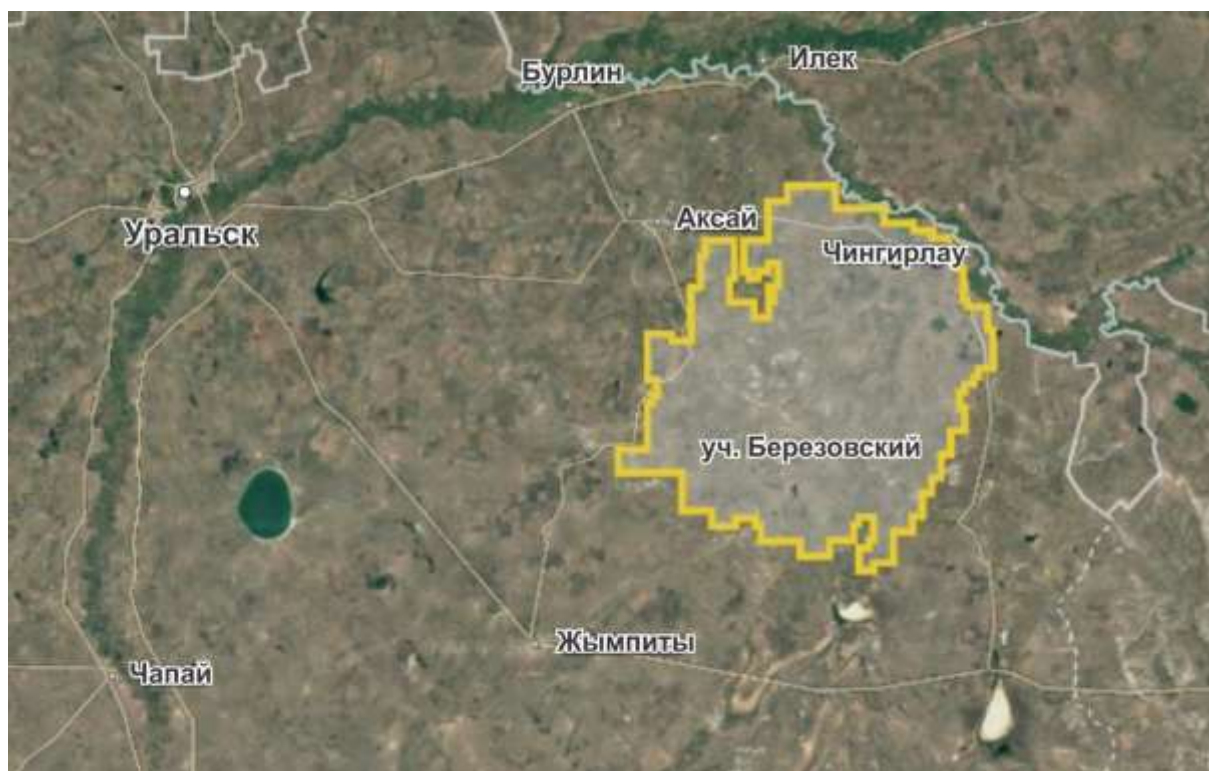 Илек
Бурлин
Аксай
Уральск
Чингирлау
уч. Березовский
Жымпиты
Чапай